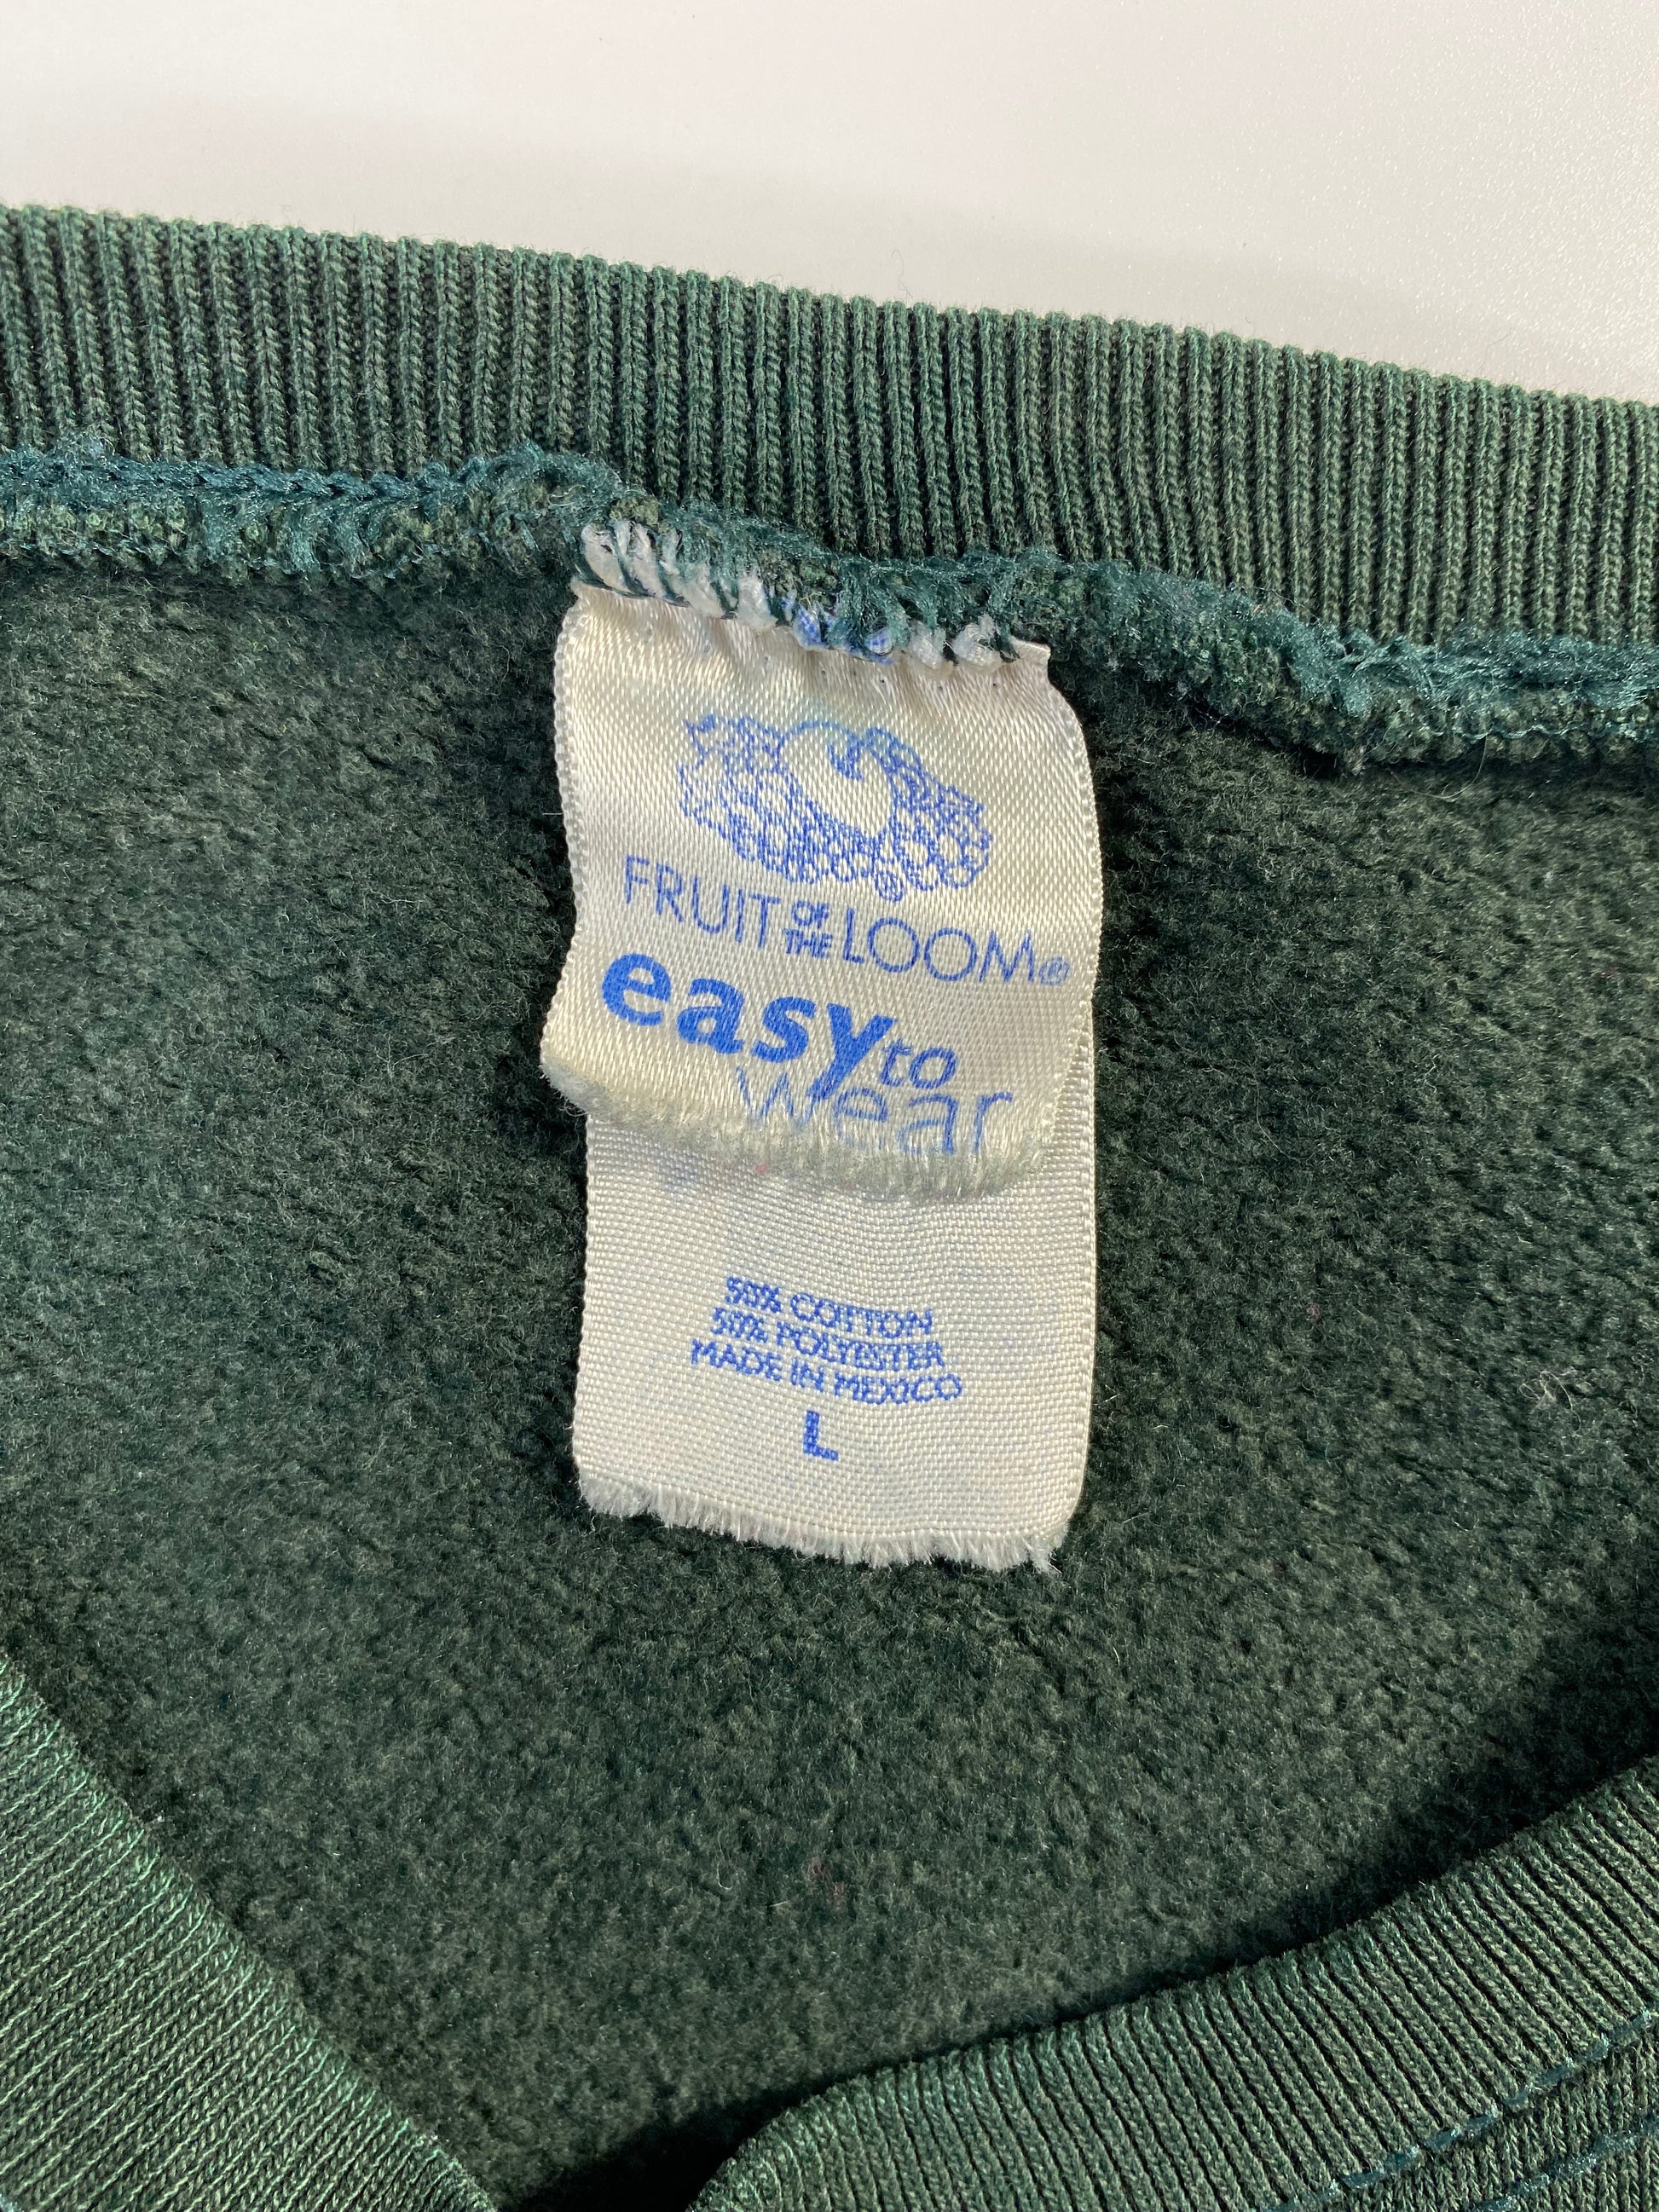 FRUIT OF THE LOOM®
easy to
wear
50% COTTON
50% POLYESTER
MADE IN MEXICO
L